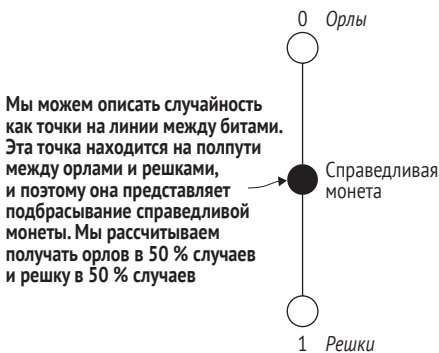 0 Орлы
Мы можем описать случайность
как точки на линии между битами.
Эта точка находится на полпути
между орлами и решками,
и поэтому она представляет
подбрасывание справедливой
монеты. Мы рассчитываем
получать орлов в 50 % случаев
и решку в 50 % случаев
Справедливая
монета
1 Решки